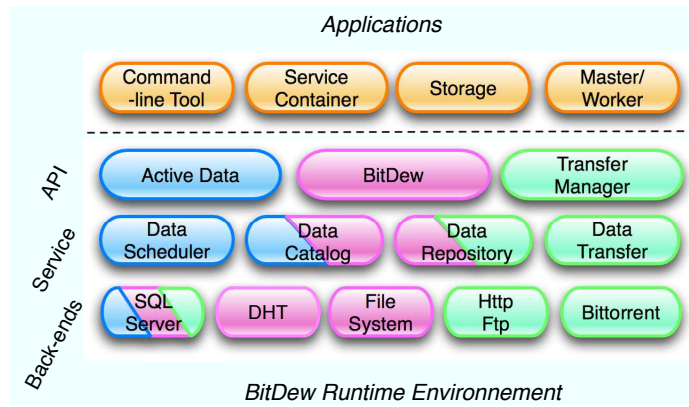 Applications
Command
-line Tool
Service
Container
Storage
Master/
Worker
API
Active Data
BitDew
Transfer
Manager
Service
Data
Scheduler
Data
Catalog
Data
Repository
Data
Transfer
Back-ends
SQL
Server
DHT
File
System
Http
Ftp
Bittorrent
BitDew Runtime Environnement